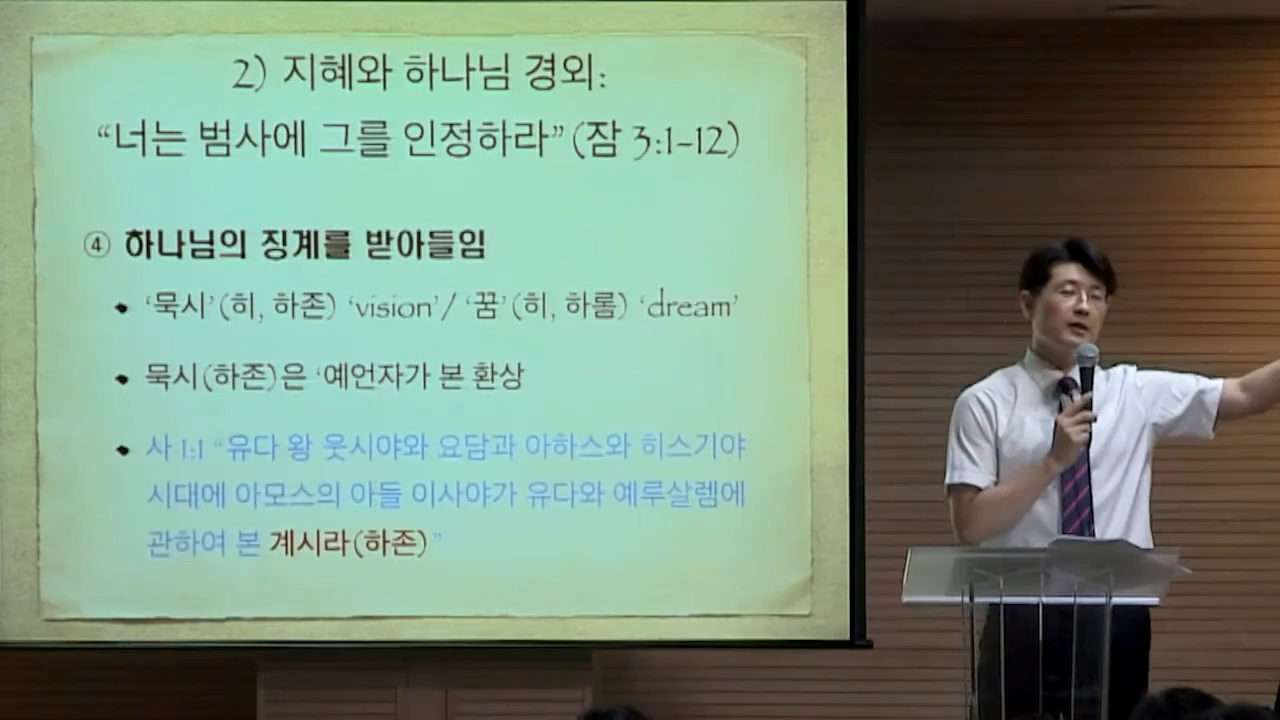 2) 지혜와 하나님 경외:
“너는 범사에 그를 인정하라”(잠 3:1-12)
④ 하나님의 징계를 받아들임
• ‘묵시’(히, 하존) ‘vision’/ ‘꿈’(히, 하롬) ‘dream’
• 묵시(하존)은 ‘예언자가 본 환상
• 사 1:1 “유다 왕 웃시야와 요담과 아하스와 히스기야
시대에 아모스의 아들 이사야가 유다와 예루살렘에
관하여 본 계시라(하존)”